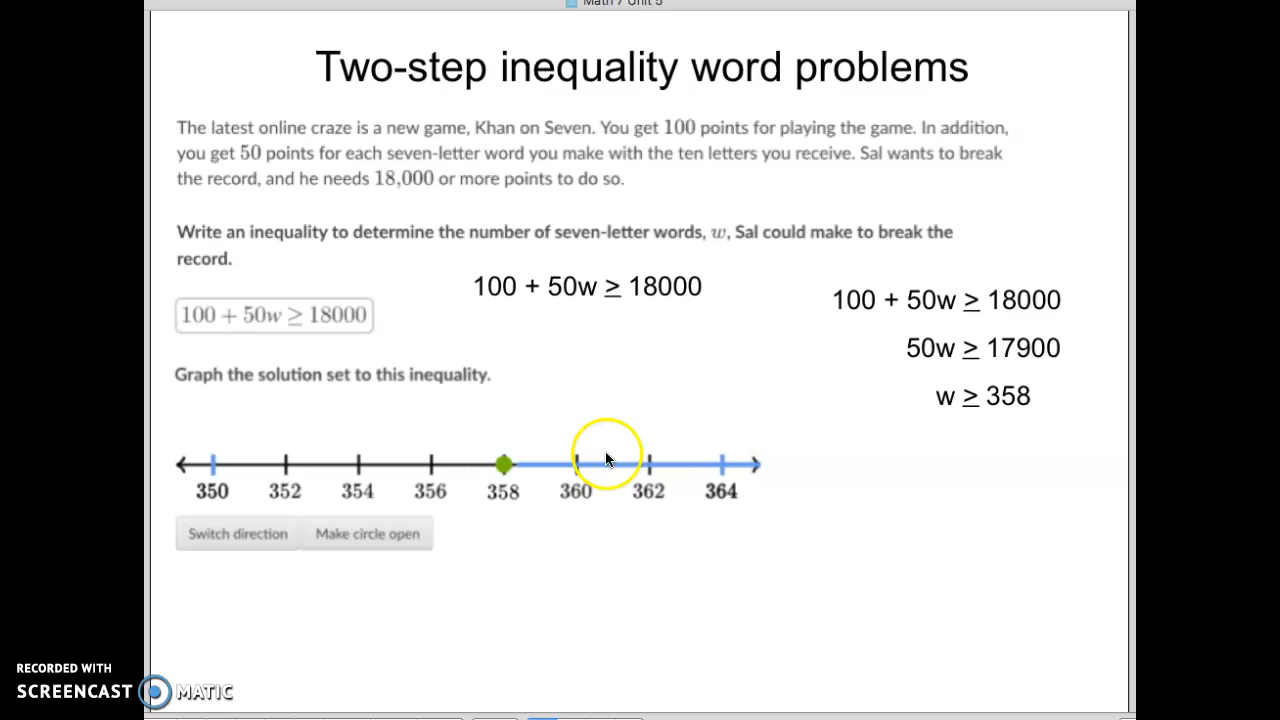 Math 7 Unit 5
Two-step inequality word problems
The latest online craze is a new game, Khan on Seven. You get 100 points for playing the game. In addition,
you get 50 points for each seven-letter word you make with the ten letters you receive. Sal wants to break
the record, and he needs 18,000 or more points to do so.
Write an inequality to determine the number of seven-letter words, w, Sal could make to break the
record.
100 + 50w ≥ 18000
100 + 50w ≥ 18000
100 + 50w ≥ 18000
50w ≥ 17900
w ≥ 358
Graph the solution set to this inequality.
350 352 354 356 358 360 362 364
Switch direction Make circle open
RECORDED WITH
SCREENCAST MATIC